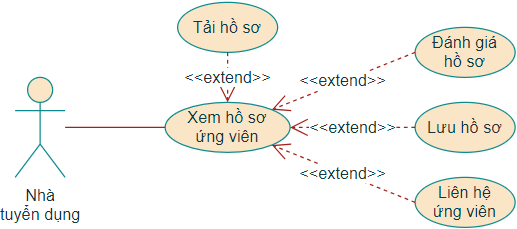 Tải hồ sơ
<<extend>>
Đánh giá
hồ sơ
<<extend>>
Xem hồ sơ
ứng viên
<<extend>>
Lưu hồ sơ
<<extend>>
Liên hệ
ứng viên
Nhà
tuyển dụng